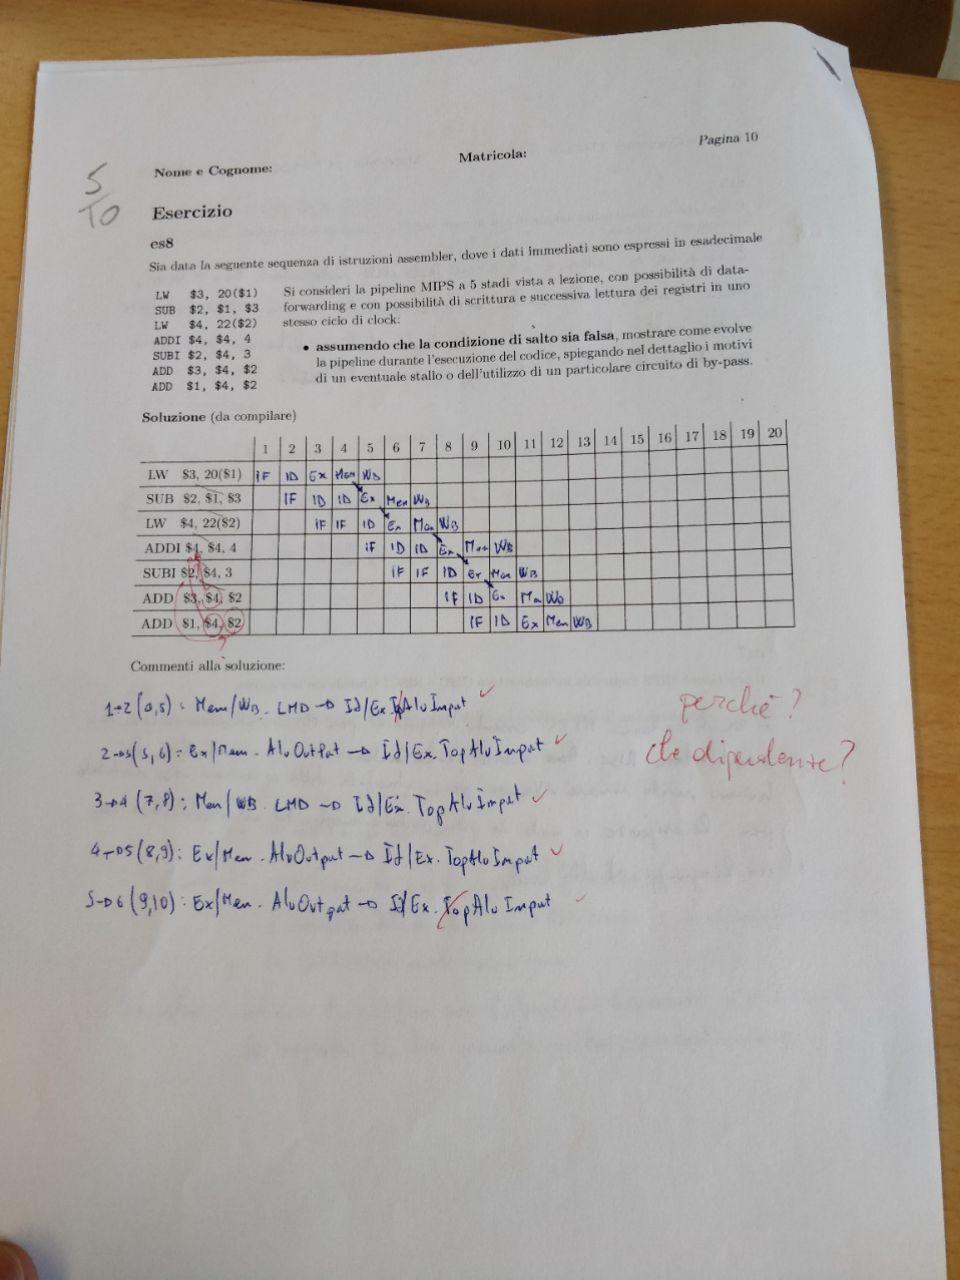 Pagina 10
Nome e Cognome: Matricola:
5/10
Esercizio
es8
Sia data la seguente sequenza di istruzioni assembler, dove i dati immediati sono espressi in esadecimale
LW $3, 20($1)
SUB $2, $1, $3
LW $4, 22($2)
ADDI $4, $4, 4
SUBI $2, $4, 3
ADD $3, $4, $2
ADD $1, $4, $2
Si consideri la pipeline MIPS a 5 stadi vista a lezione, con possibilità di data-
forwarding e con possibilità di scrittura e successiva lettura dei registri in uno
stesso ciclo di clock:
• assumendo che la condizione di salto sia falsa, mostrare come evolve
la pipeline durante l'esecuzione del codice, spiegando nel dettaglio i motivi
di un eventuale stallo o dell'utilizzo di un particolare circuito di by-pass.
Soluzione (da compilare)
1 2 3 4 5 6 7 8 9 10 11 12 13 14 15 16 17 18 19 20
LW $3, 20($1) IF ID Ex Mem WB
SUB $2, $1, $3 IF ID ID Ex Mem WB
LW $4, 22($2) IF IF ID Ex Mem WB
ADDI $4, $4, 4 IF ID ID Ex Mem WB
SUBI $2, $4, 3 IF IF ID Ex Mem WB
ADD $3, $4, $2 IF ID Ex Mem WB
ADD $1, $4, $2 IF ID Ex Mem WB
Commenti alla soluzione:
: Mem/WB. LMD → Id/Ex. AluInput
(5,6): Ex/Mem. AluOutPut → Id/Ex. TopAluInput
3→4 (7,8): Mem/WB. LMD → Id/Ex. TopAluInput
4→5 (8,9): Ex/Mem. AluOutput → Id/Ex. TopAluInput
5→6 (9,10): Ex/Mem. AluOutput → Id/Ex. TopAluInput
perché?
che dipendenze?